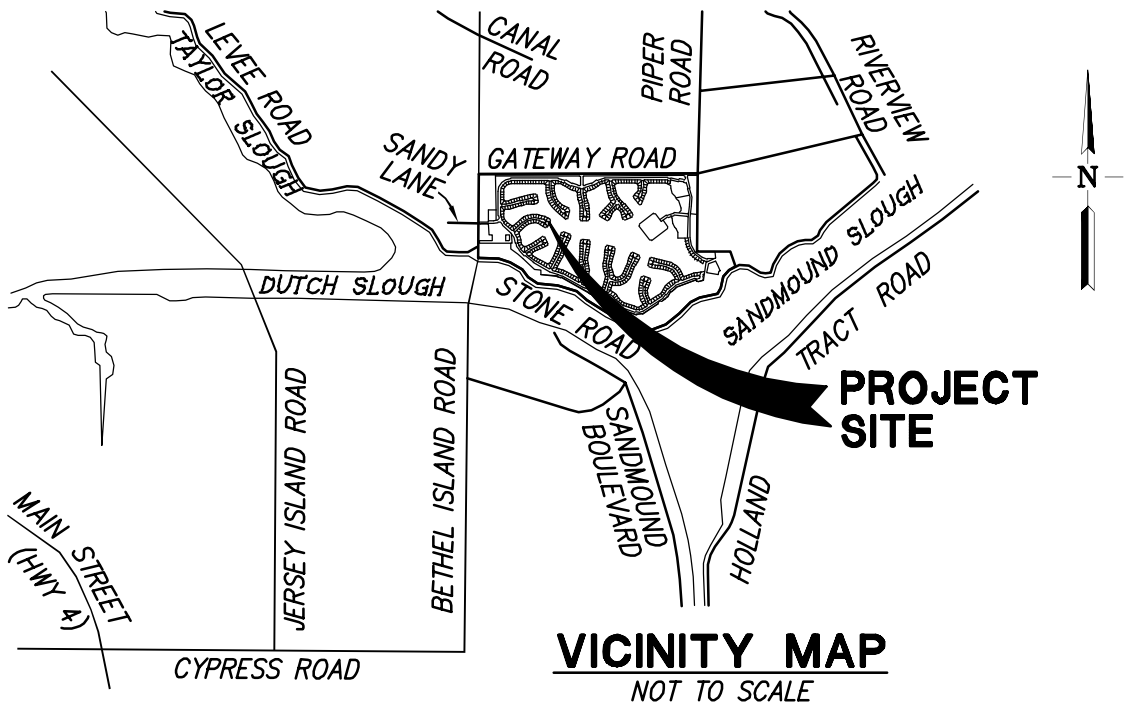 CANAL
ROAD
PIPER
ROAD
RIVERVIEW
ROAD
LEVEE ROAD
TAYLOR SLOUGH
SANDY
LANE
GATEWAY ROAD
N
DUTCH SLOUGH
STONE ROAD
SANDMOUND SLOUGH
HOLLAND TRACT ROAD
PROJECT
SITE
SANDMOUND
BOULEVARD
JERSEY ISLAND ROAD
BETHEL ISLAND ROAD
MAIN STREET
(HWY 4)
CYPRESS ROAD
VICINITY MAP
NOT TO SCALE